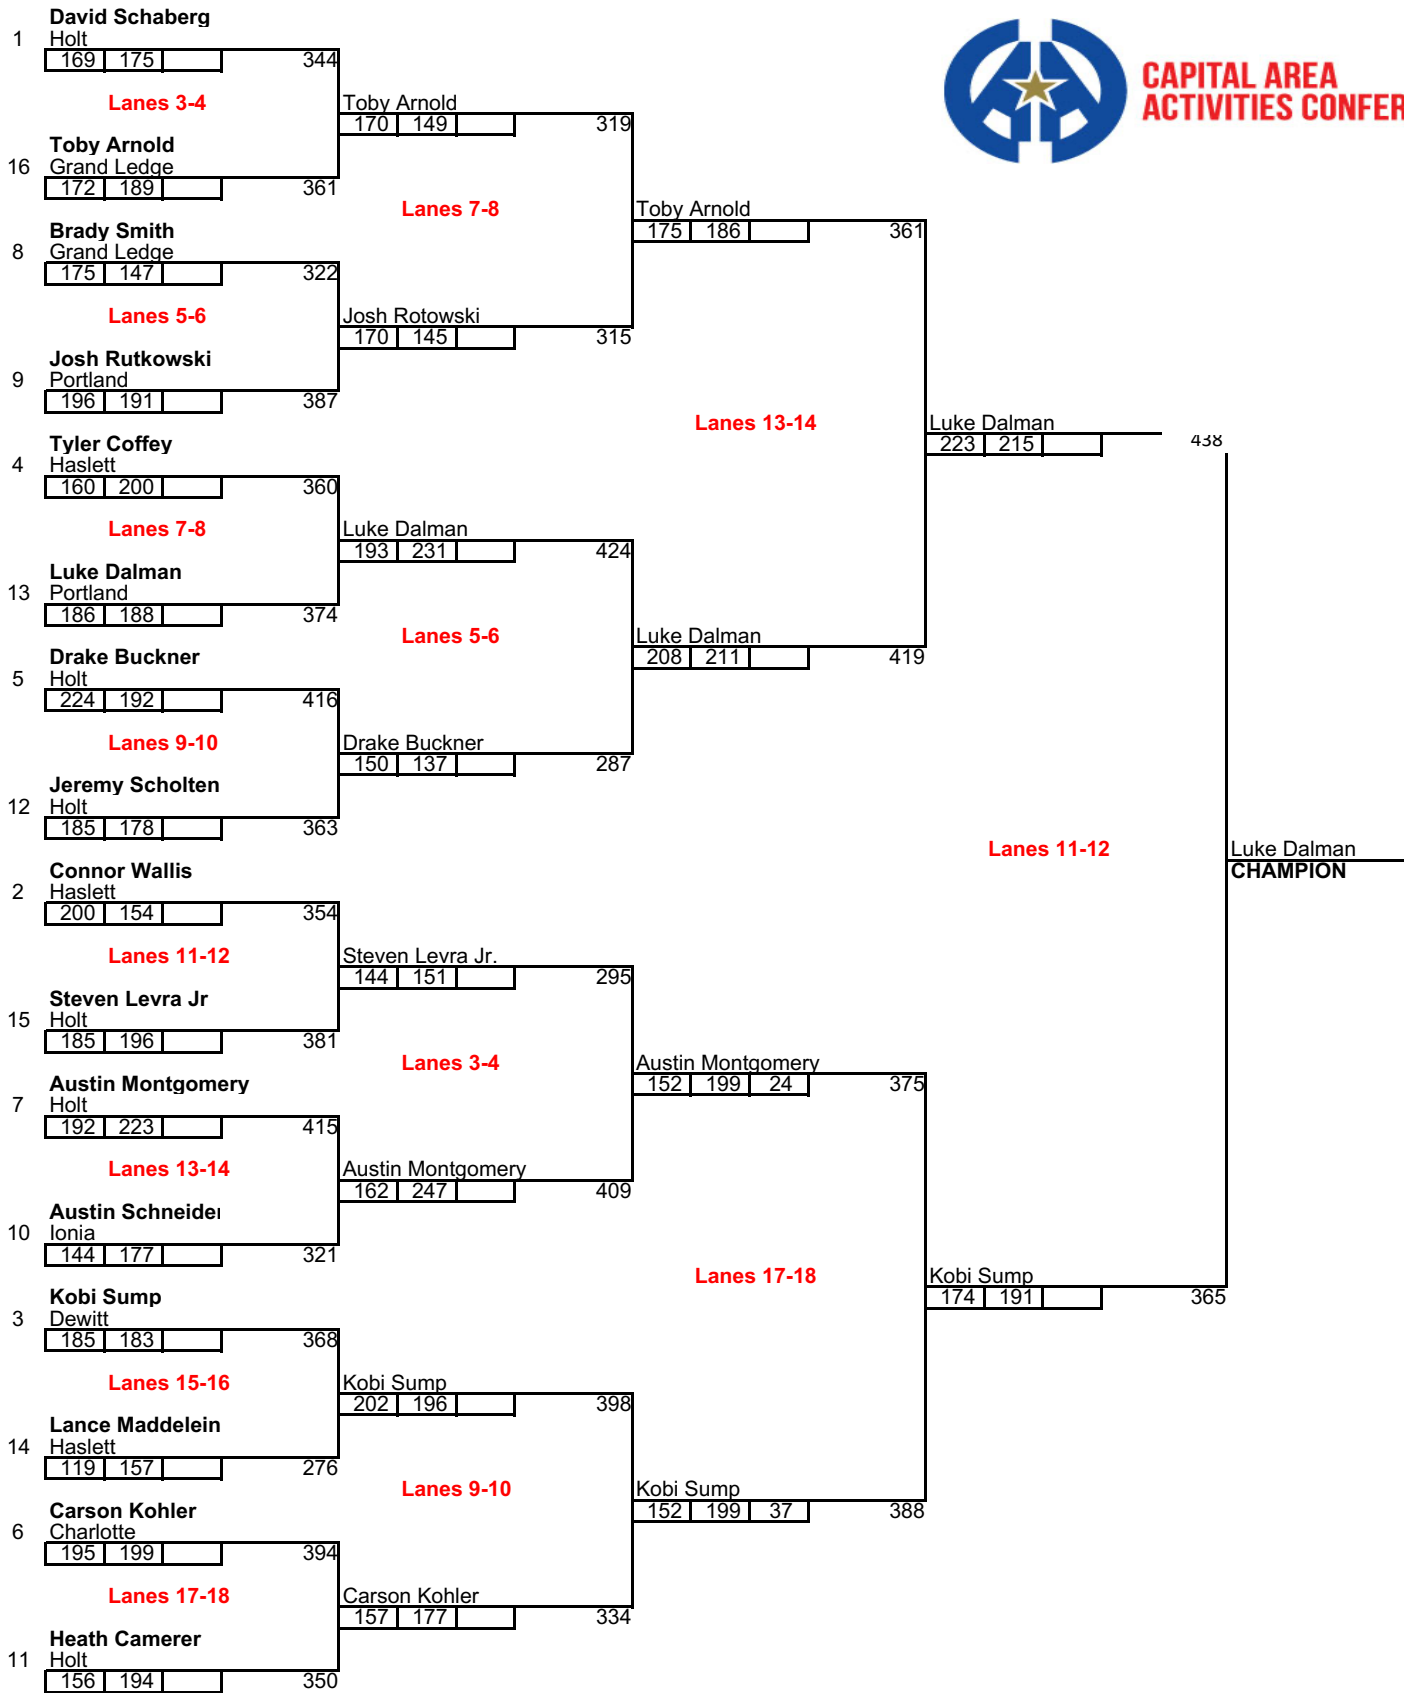 David Schaberg
1 Holt
169 175 344
Lanes 3-4
Toby Arnold
16 Grand Ledge
172 189 361
Brady Smith
8 Grand Ledge
175 147 322
Lanes 5-6
Josh Rutkowski
9 Portland
196 191 387
Tyler Coffey
4 Haslett
160 200 360
Lanes 7-8
Luke Dalman
13 Portland
186 188 374
Drake Buckner
5 Holt
224 192 416
Lanes 9-10
Jeremy Scholten
12 Holt
185 178 363
Connor Wallis
2 Haslett
200 154 354
Lanes 11-12
Steven Levra Jr
15 Holt
185 196 381
Austin Montgomery
7 Holt
192 223 415
Lanes 13-14
Austin Schneider
10 Ionia
144 177 321
Kobi Sump
3 Dewitt
185 183 368
Lanes 15-16
Lance Maddelein
14 Haslett
119 157 276
Carson Kohler
6 Charlotte
195 199 394
Lanes 17-18
Heath Camerer
11 Holt
156 194 350
Toby Arnold
170 149 319
Lanes 7-8
Josh Rotowski
170 145 315
Luke Dalman
193 231 424
Lanes 5-6
Drake Buckner
150 137 287
Steven Levra Jr.
144 151 295
Lanes 3-4
Austin Montgomery
162 247 409
Kobi Sump
202 196 398
Lanes 9-10
Carson Kohler
157 177 334
Toby Arnold
175 186 361
Lanes 13-14
Luke Dalman
208 211 419
Austin Montgomery
152 199 24 375
Lanes 17-18
Kobi Sump
152 199 37 388
CAPITAL AREA
ACTIVITIES CONFER
Luke Dalman
223 215 438
Lanes 11-12
Kobi Sump
174 191 365
Luke Dalman
CHAMPION